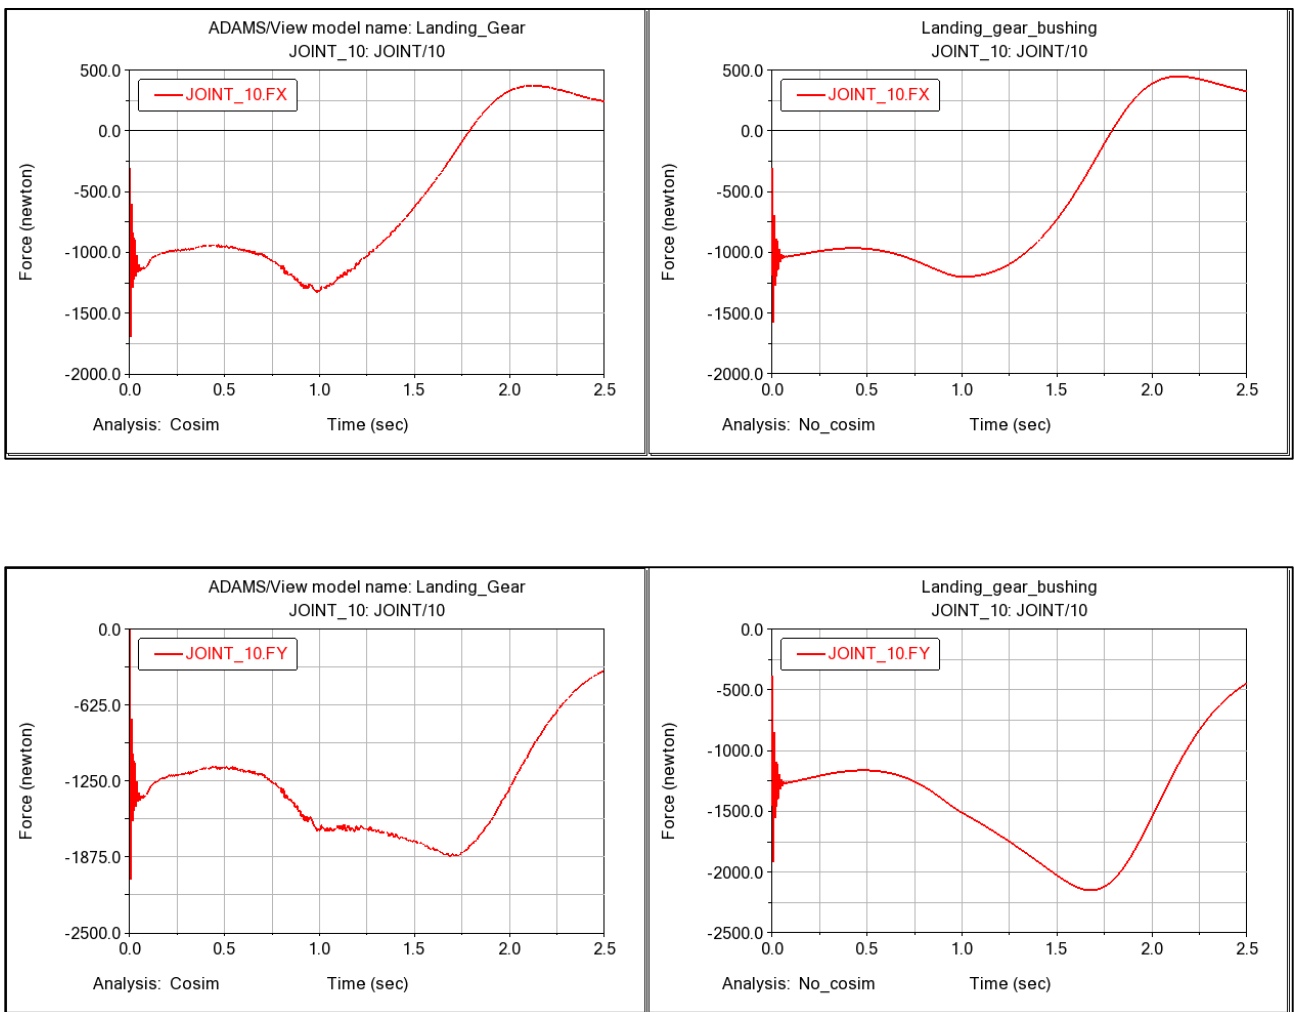 ADAMS/View model name: Landing_Gear
JOINT_10: JOINT/10
500.0
0.0
-500.0
-1000.0
-1500.0
-2000.0
JOINT_10.FX
Force (newton)
0.0 0.5 1.0 1.5 2.0 2.5
Analysis: Cosim Time (sec)
Landing_gear_bushing
JOINT_10: JOINT/10
500.0
0.0
-500.0
-1000.0
-1500.0
-2000.0
JOINT_10.FX
Force (newton)
0.0 0.5 1.0 1.5 2.0 2.5
Analysis: No_cosim Time (sec)
ADAMS/View model name: Landing_Gear
JOINT_10: JOINT/10
0.0
-625.0
-1250.0
-1875.0
-2500.0
JOINT_10.FY
Force (newton)
0.0 0.5 1.0 1.5 2.0 2.5
Analysis: Cosim Time (sec)
Landing_gear_bushing
JOINT_10: JOINT/10
0.0
-500.0
-1000.0
-1500.0
-2000.0
-2500.0
JOINT_10.FY
Force (newton)
0.0 0.5 1.0 1.5 2.0 2.5
Analysis: No_cosim Time (sec)